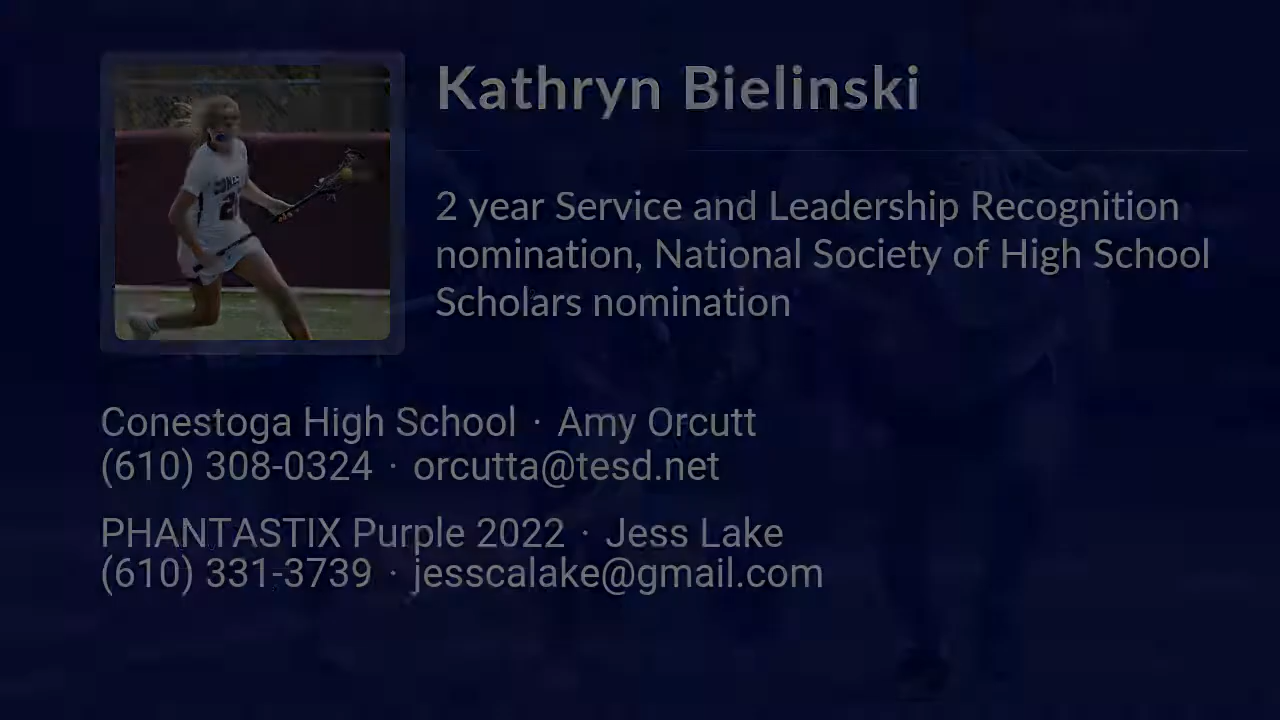 Kathryn Bielinski
2 year Service and Leadership Recognition
nomination, National Society of High School
Scholars nomination
Conestoga High School · Amy Orcutt
(610) 308-0324 · orcutta@tesd.net
PHANTASTIX Purple 2022 · Jess Lake
(610) 331-3739 · jesscalake@gmail.com